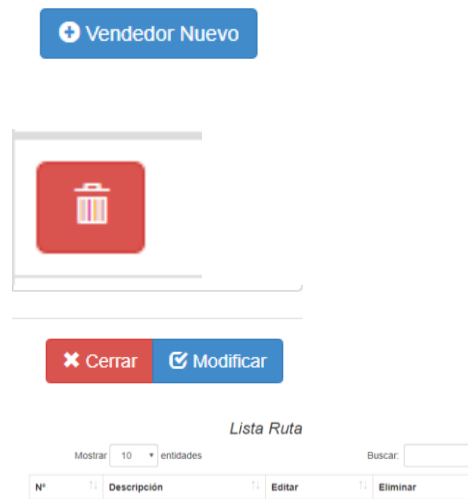 Vendedor Nuevo
Cerrar Modificar
Lista Ruta
Mostrar 10 entidades Buscar:
N° Descripción Editar Eliminar